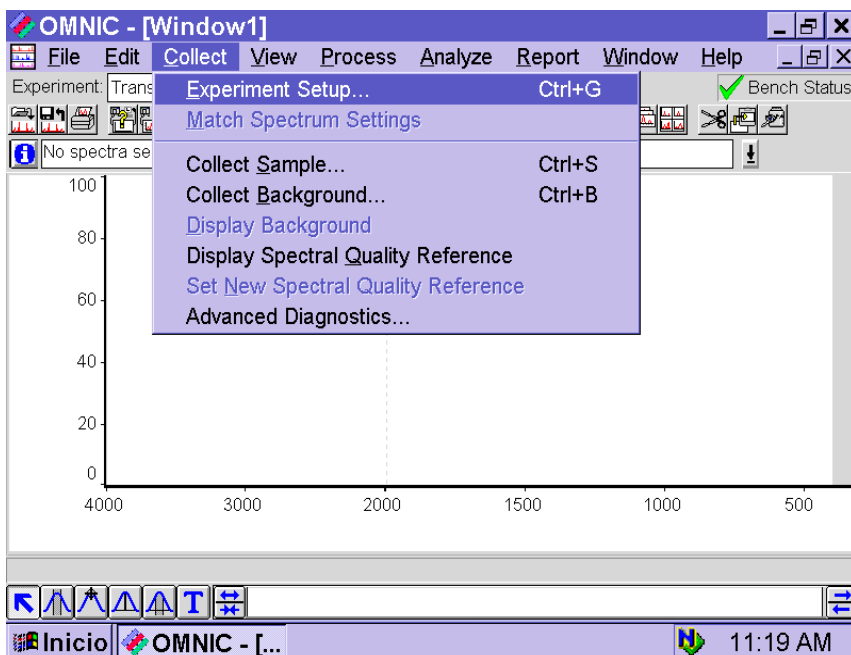 OMNIC - [Window1]
File Edit Collect View Process Analyze Report Window Help
Experiment: Trans
Bench Status
Experiment Setup... Ctrl+G
Match Spectrum Settings
No spectra se
Collect Sample... Ctrl+S
Collect Background... Ctrl+B
Display Background
Display Spectral Quality Reference
Set New Spectral Quality Reference
Advanced Diagnostics...
100
80
60
40
20
0
4000 3000 2000 1500 1000 500
T
Inicio OMNIC - [... 11:19 AM